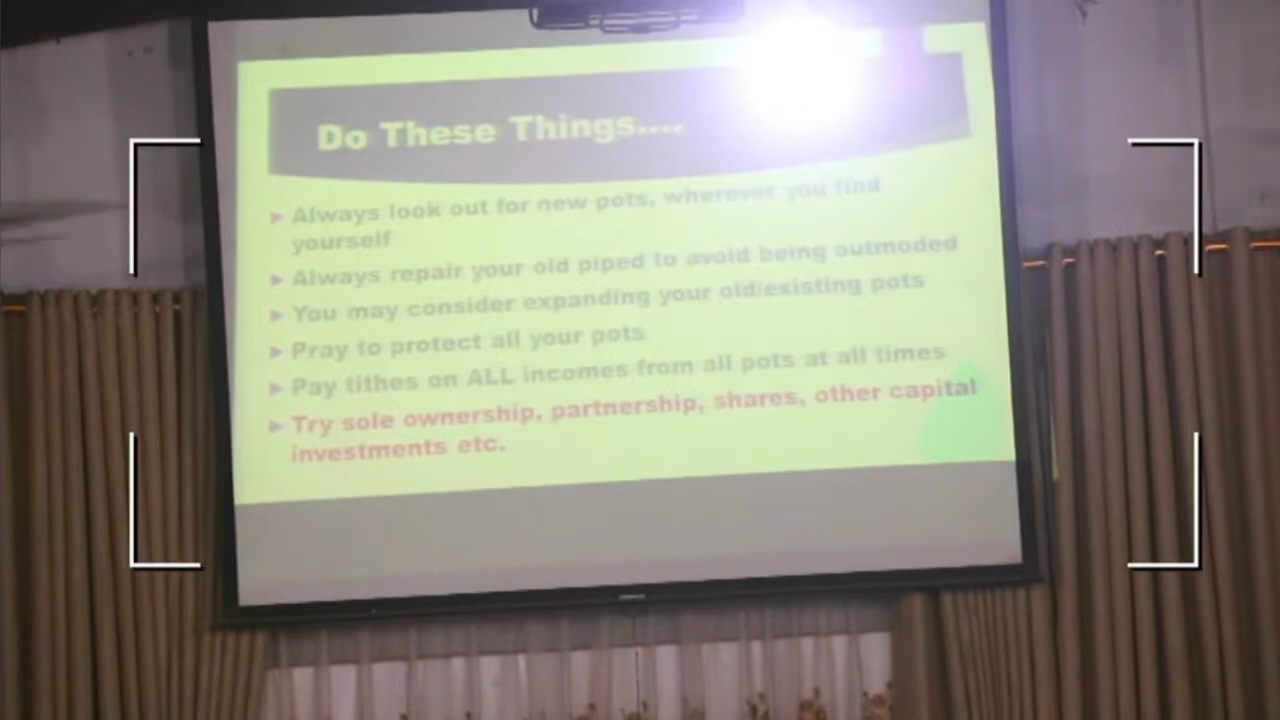 Do These Things....
► Always look out for new pots, wherever you find
yourself
► Always repair your old piped to avoid being outmoded
► You may consider expanding your old/existing pots
► Pray to protect all your pots
► Pay tithes on ALL incomes from all pots at all times
► Try sole ownership, partnership, shares, other capital
investments etc.